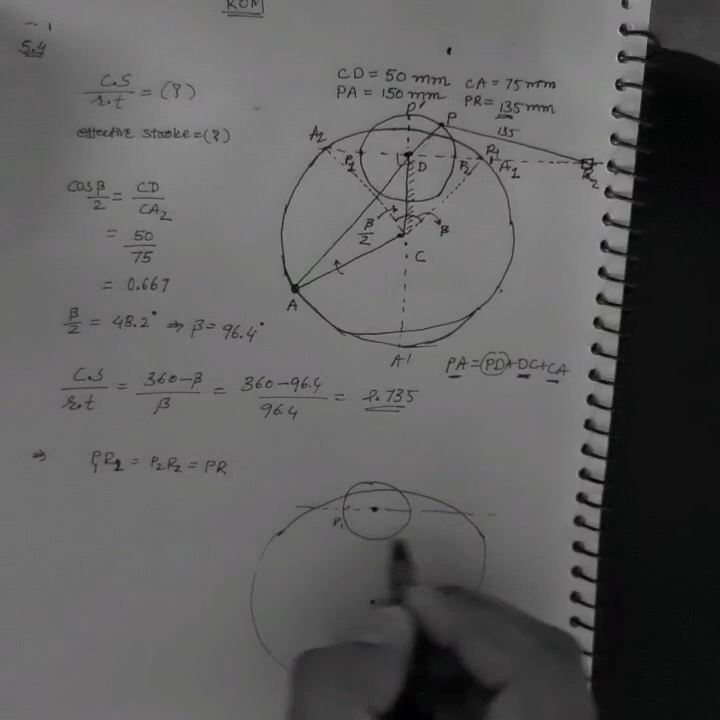 KOM
5.4
CD = 50 mm
CA = 75 mm
PA = 150 mm
PR = 135 mm
C.S / r.t = (?)
effective stroke = (?)
P'
P
135
A2
P1
D
P2
R1
A1
R2
cos β/2 = CD / CA2
= 50 / 75
= 0.667
β/2
β
C
A
β/2 = 48.2° ⇒ β = 96.4°
A'
PA = PD + DC + CA
C.S / r.t = 360-β / β = 360-96.4 / 96.4 = 2.735
⇒ P1R2 = P2R2 = PR
P1